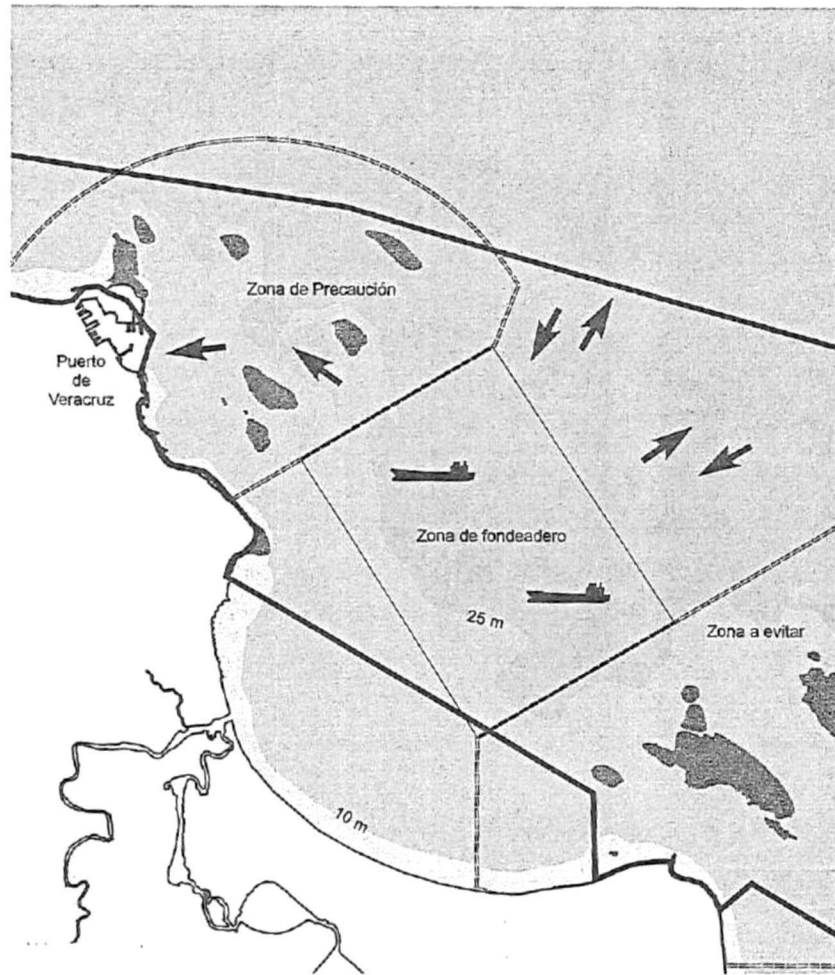 Zona de Precaución
Puerto
de
Veracruz
Zona de fondeadero
25 m
Zona a evitar
10 m